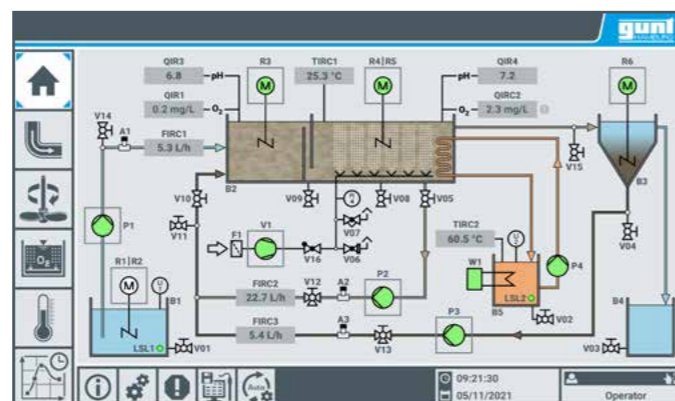 gunt
HAMBURG
QIR3
6.8
pH
R3
M
TIRC1
25.3 °C
R4|R5
M
pH
QIR4
7.2
R6
M
QIR1
0.2 mg/L
O₂
O₂
QIRC2
2.3 mg/L
V14
A1
FIRC1
5.3 L/h
B2
V15
B3
V10
V09
V08
V05
V04
P1
V11
F1
V1
V07
V16
V06
TIRC2
60.5 °C
P4
R1|R2
M
B1
FIRC2
22.7 L/h
V12
A2
P2
W1
LSL2
B5
V02
B4
FIRC3
5.4 L/h
A3
V13
P3
LSL1
V01
V03
O₂
Auto
09:21:30
05/11/2021
Operator